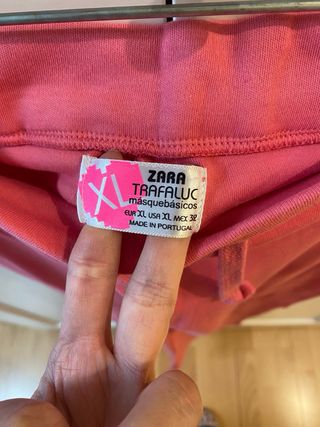 XL
ZARA
TRAFALUC
másquebásicos
EUR XL USA XL MEX 32
MADE IN PORTUGAL